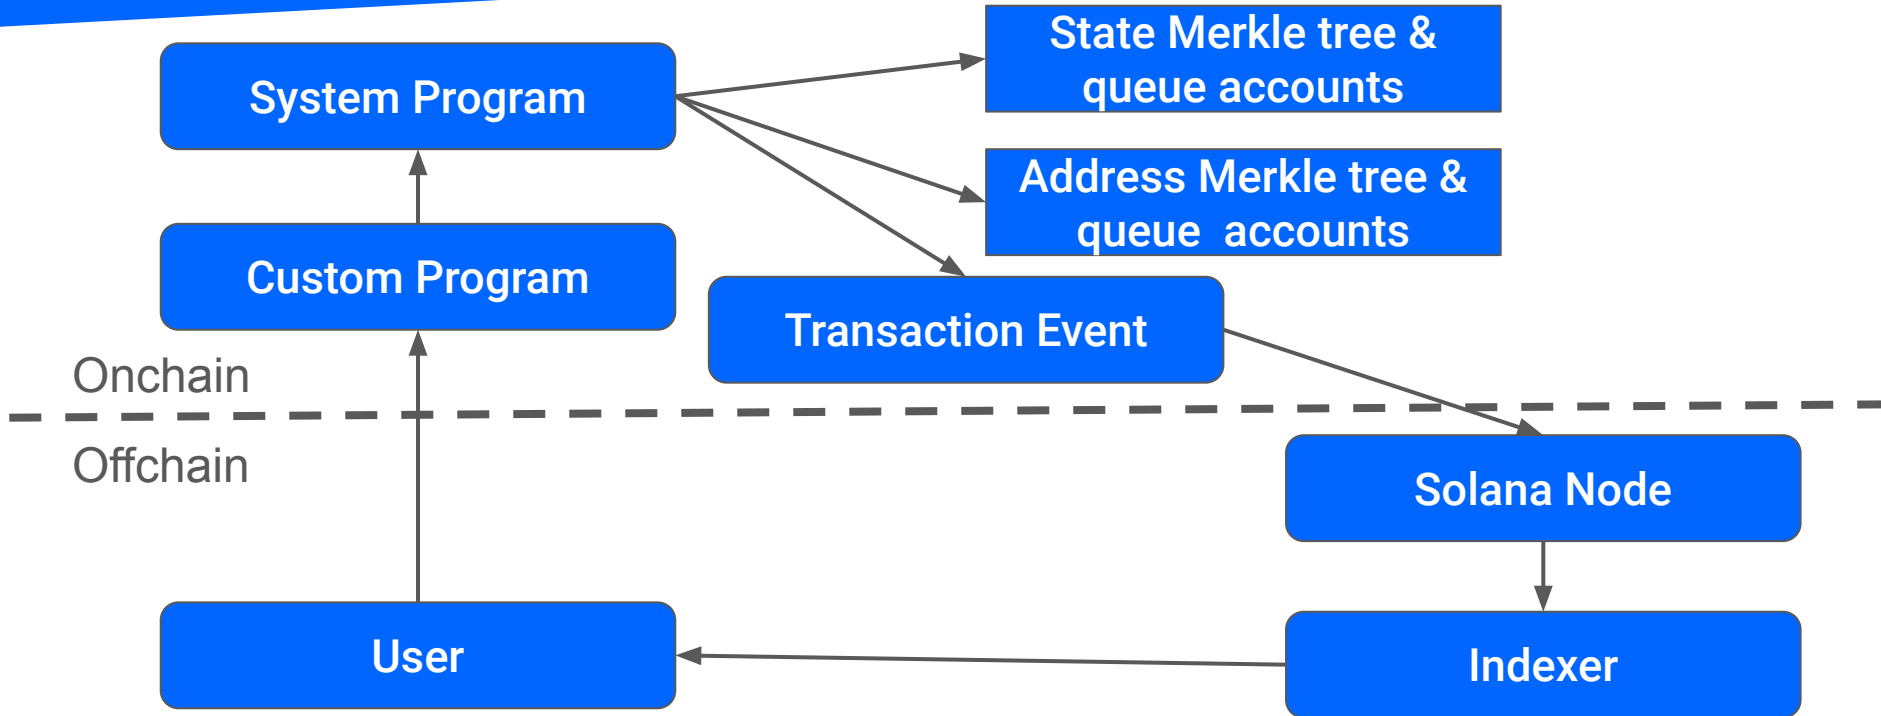 System Program
State Merkle tree &
queue accounts
Address Merkle tree &
queue  accounts
Custom Program
Transaction Event
Onchain
Offchain
Solana Node
User
Indexer